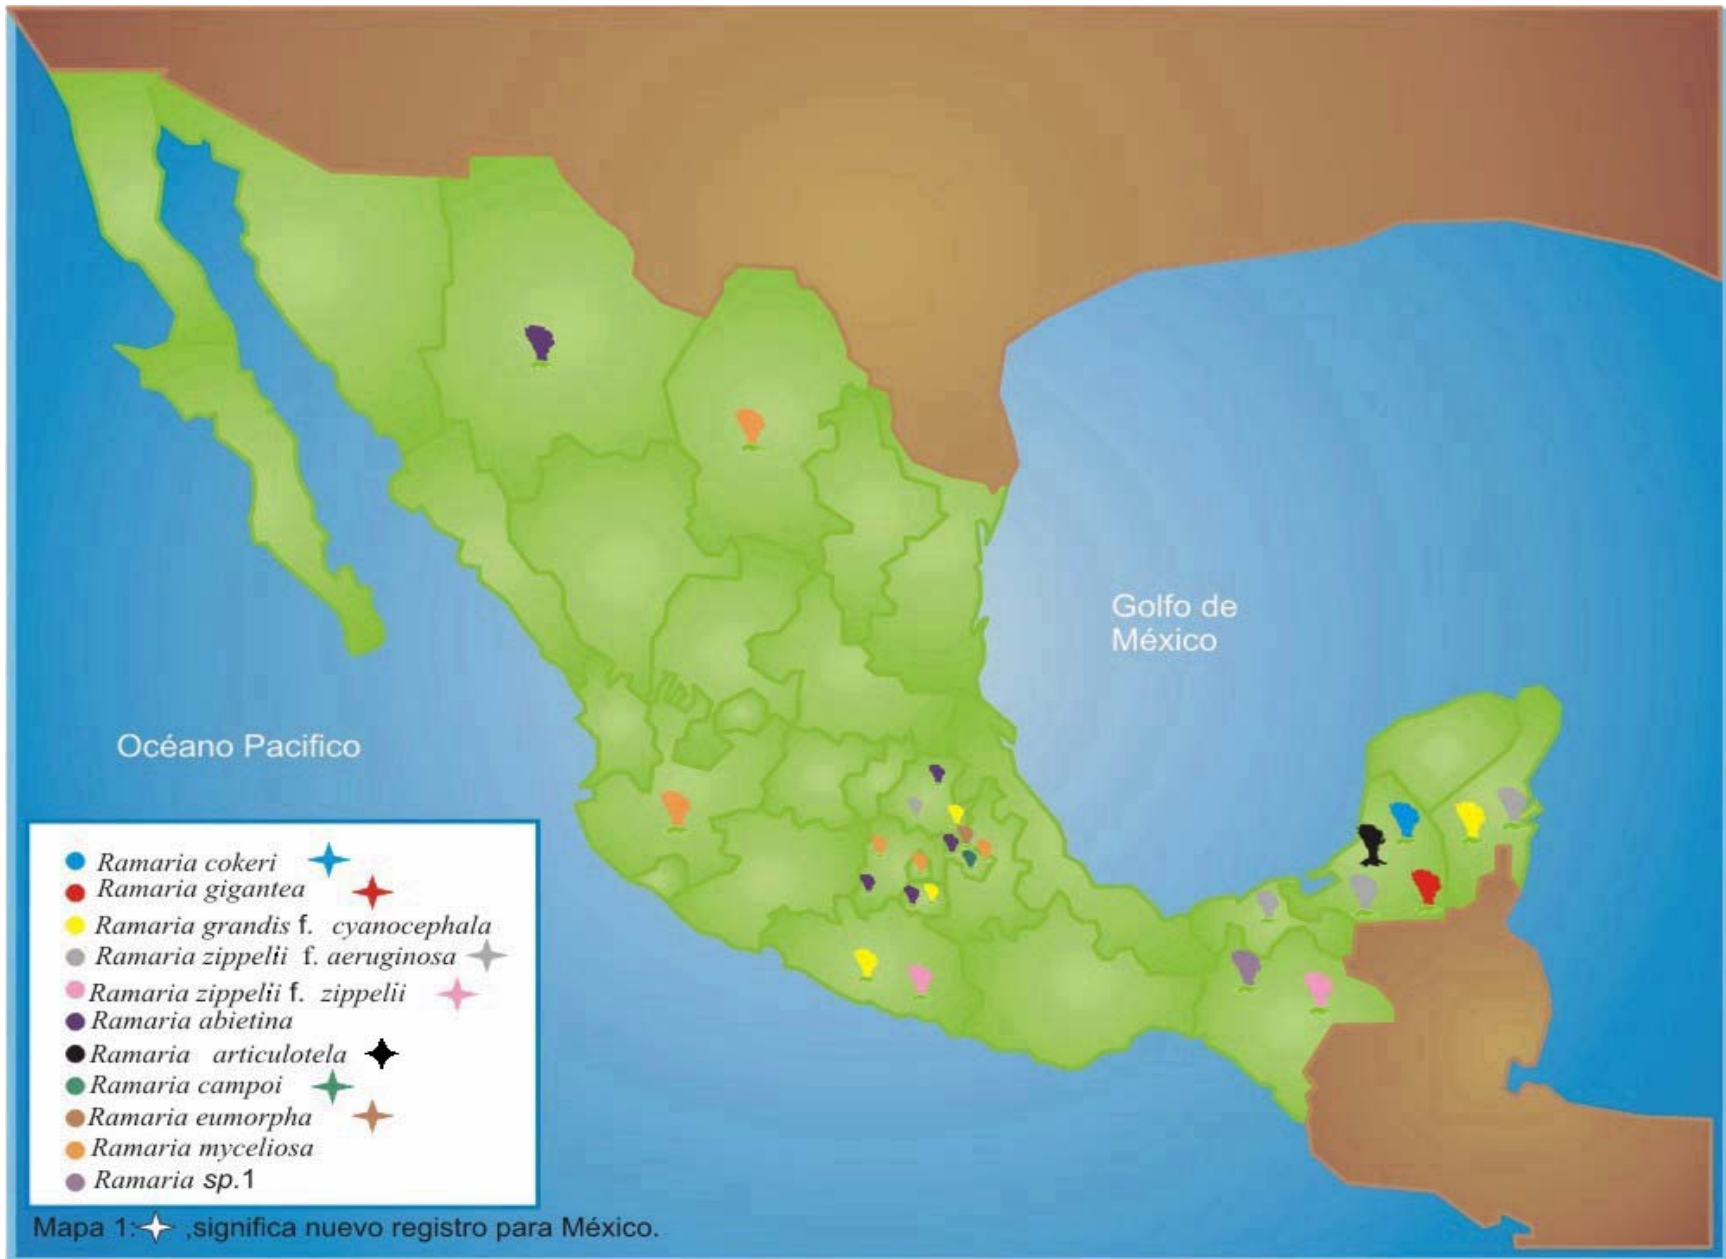 Golfo de
México
Océano Pacifico
Ramaria cokeri
Ramaria gigantea
Ramaria grandis f. cyanocephala
Ramaria zippelii f. aeruginosa
Ramaria zippelii f. zippelii
Ramaria abietina
Ramaria articulotela
Ramaria campoi
Ramaria eumorpha
Ramaria myceliosa
Ramaria sp.1
Mapa 1: ,significa nuevo registro para México.